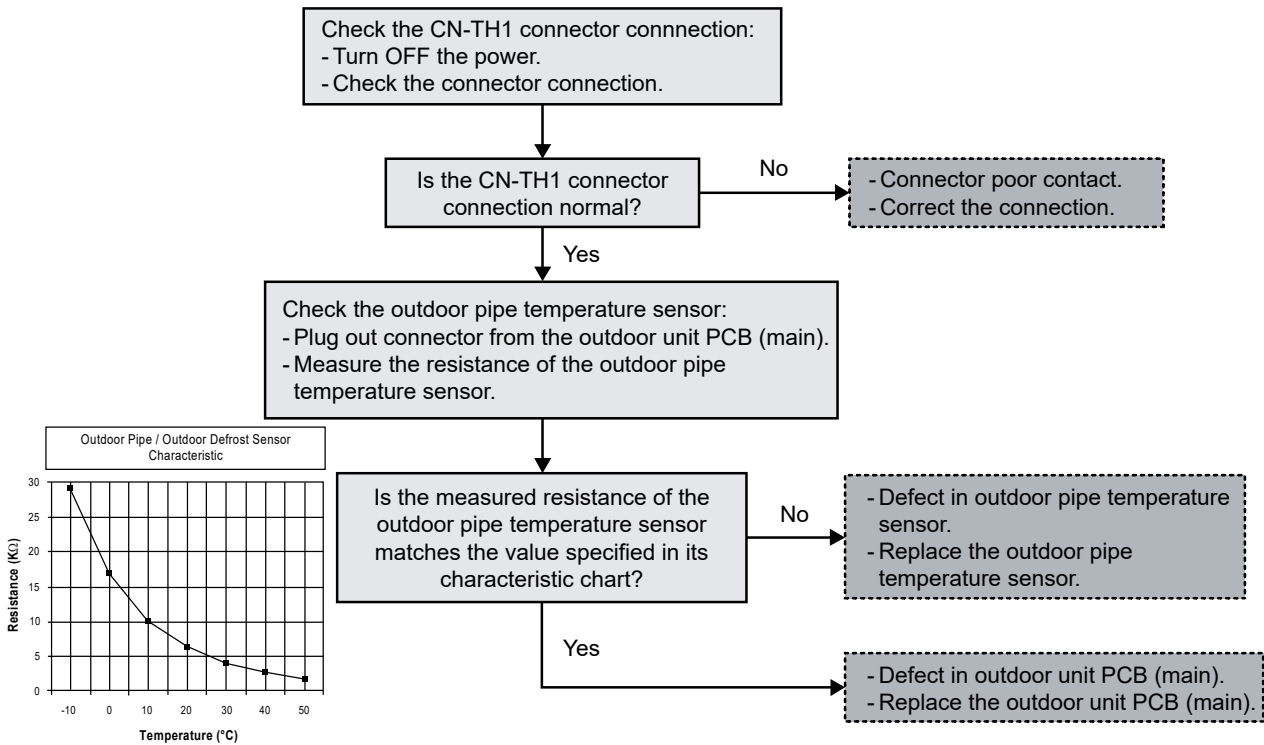 Check the CN-TH1 connector connnection:
- Turn OFF the power.
- Check the connector connection.
Is the CN-TH1 connector
connection normal?
No
- Connector poor contact.
- Correct the connection.
Yes
Check the outdoor pipe temperature sensor:
- Plug out connector from the outdoor unit PCB (main).
- Measure the resistance of the outdoor pipe
temperature sensor.
Outdoor Pipe / Outdoor Defrost Sensor
Characteristic
Resistance (KΩ)
30
25
20
15
10
5
0
-10 0 10 20 30 40 50
Temperature (°C)
Is the measured resistance of the
outdoor pipe temperature sensor
matches the value specified in its
characteristic chart?
No
- Defect in outdoor pipe temperature
sensor.
- Replace the outdoor pipe
temperature sensor.
Yes
- Defect in outdoor unit PCB (main).
- Replace the outdoor unit PCB (main).